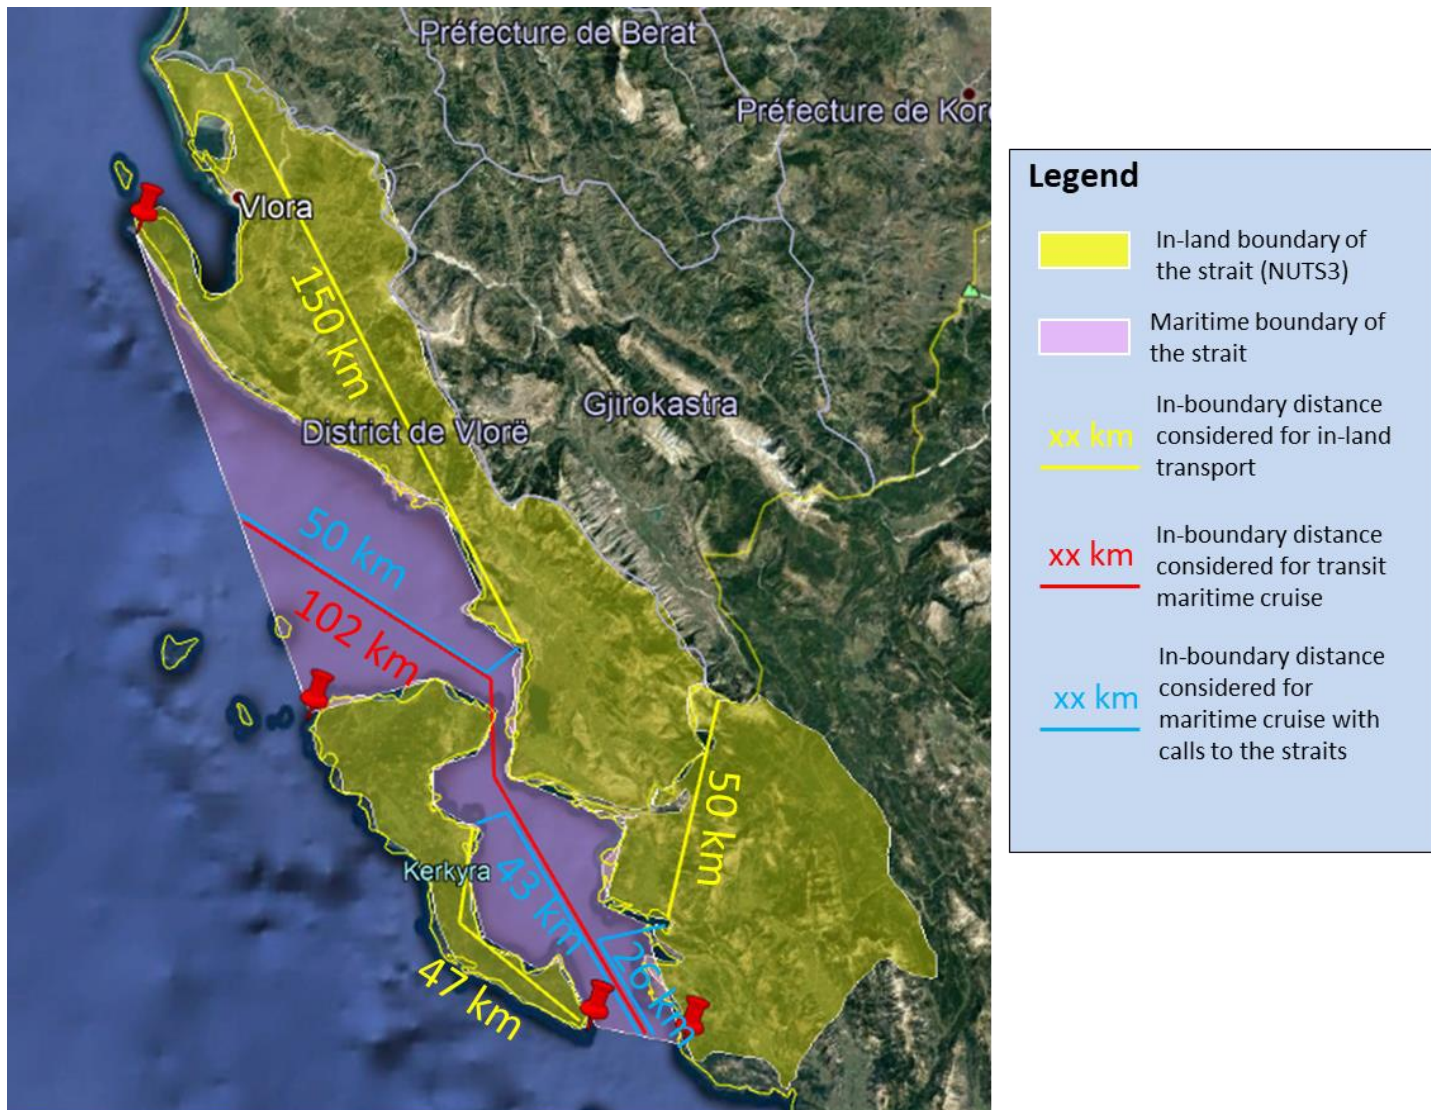 Préfecture de Berat
Préfecture de Kor
Vlora
150 km
Gjirokastra
District de Vlorë
50 km
102 km
50 km
Kerkyra
43 km
26 km
47 km
Legend
In-land boundary of
the strait (NUTS3)
Maritime boundary of
the strait
xx km
In-boundary distance
considered for in-land
transport
xx km
In-boundary distance
considered for transit
maritime cruise
xx km
In-boundary distance
considered for
maritime cruise with
calls to the straits